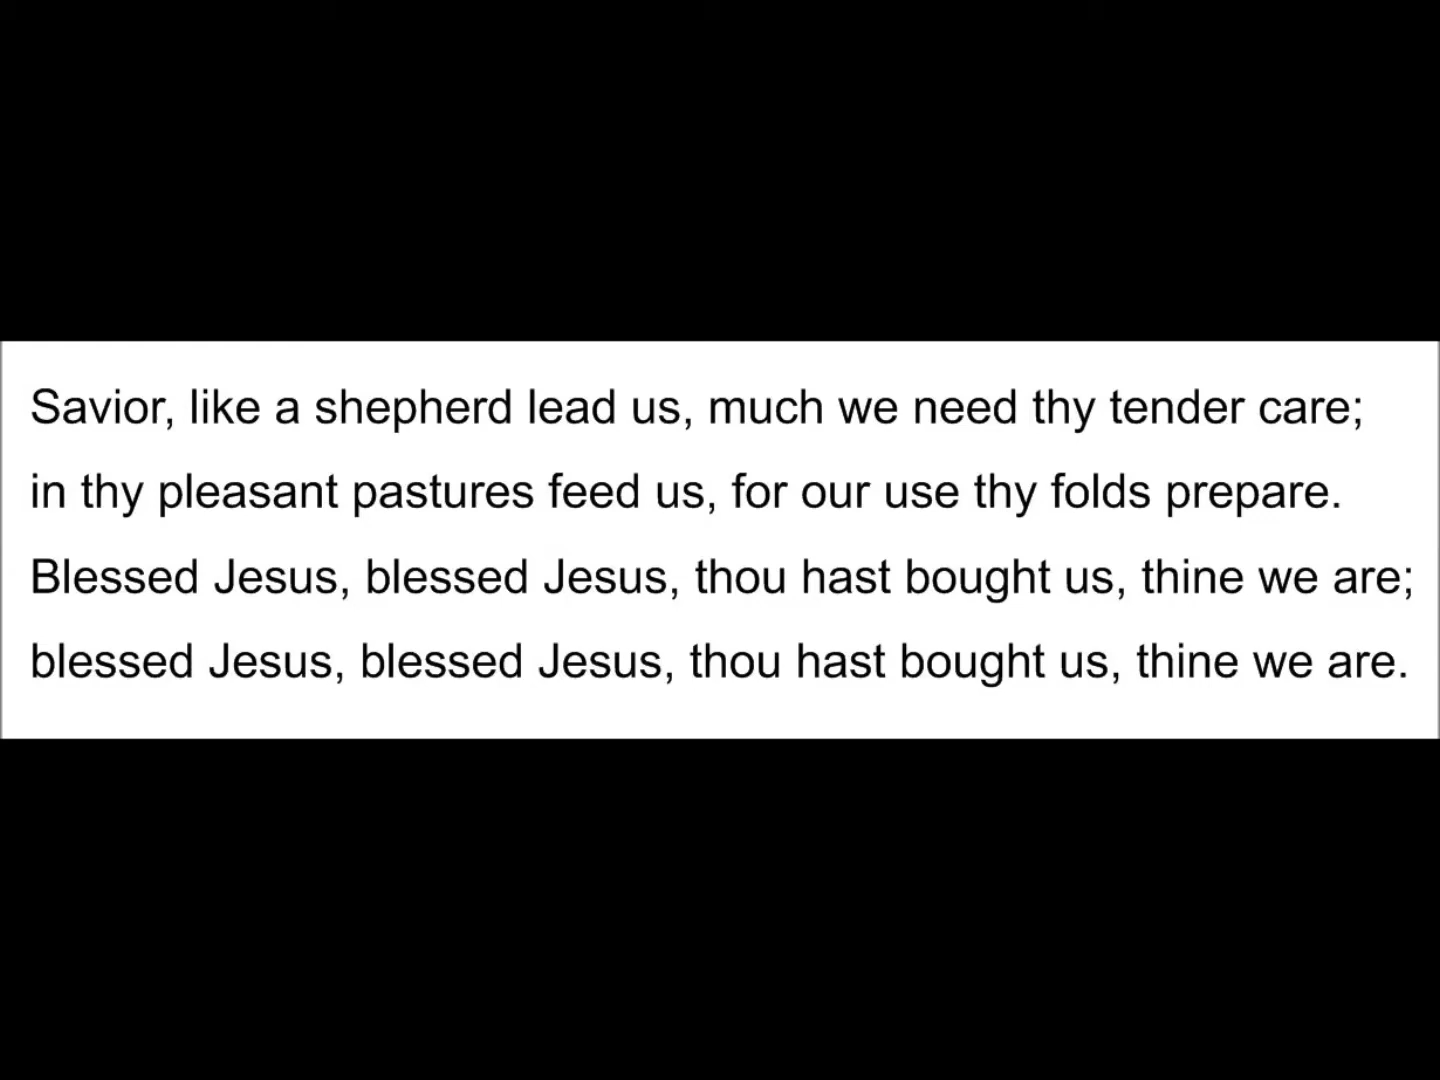 Savior, like a shepherd lead us, much we need thy tender care;
in thy pleasant pastures feed us, for our use thy folds prepare.
Blessed Jesus, blessed Jesus, thou hast bought us, thine we are;
blessed Jesus, blessed Jesus, thou hast bought us, thine we are.